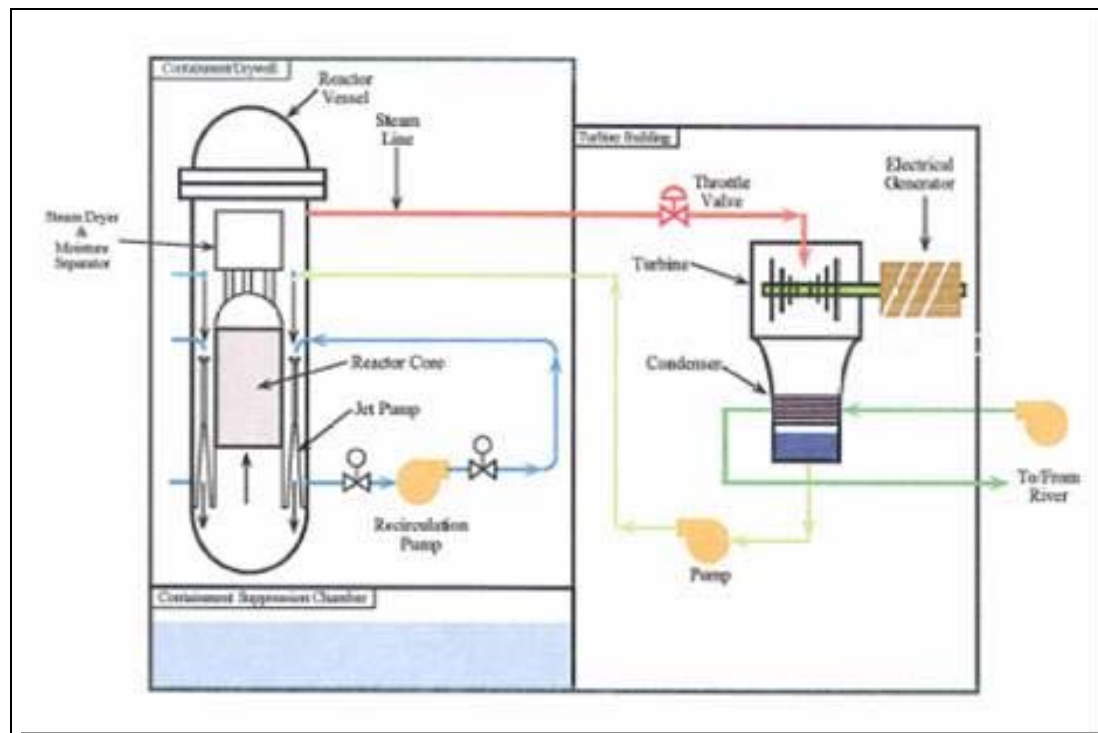 Containment/Drywell
Reactor
Vessel
Steam
Line
Turbine Building
Electrical
Generator
Throttle
Valve
Steam Dryer
&
Moisture
Separator
Turbine
Reactor Core
Condenser
Jet Pump
To/From
River
Recirculation
Pump
Pump
Containment Suppression Chamber